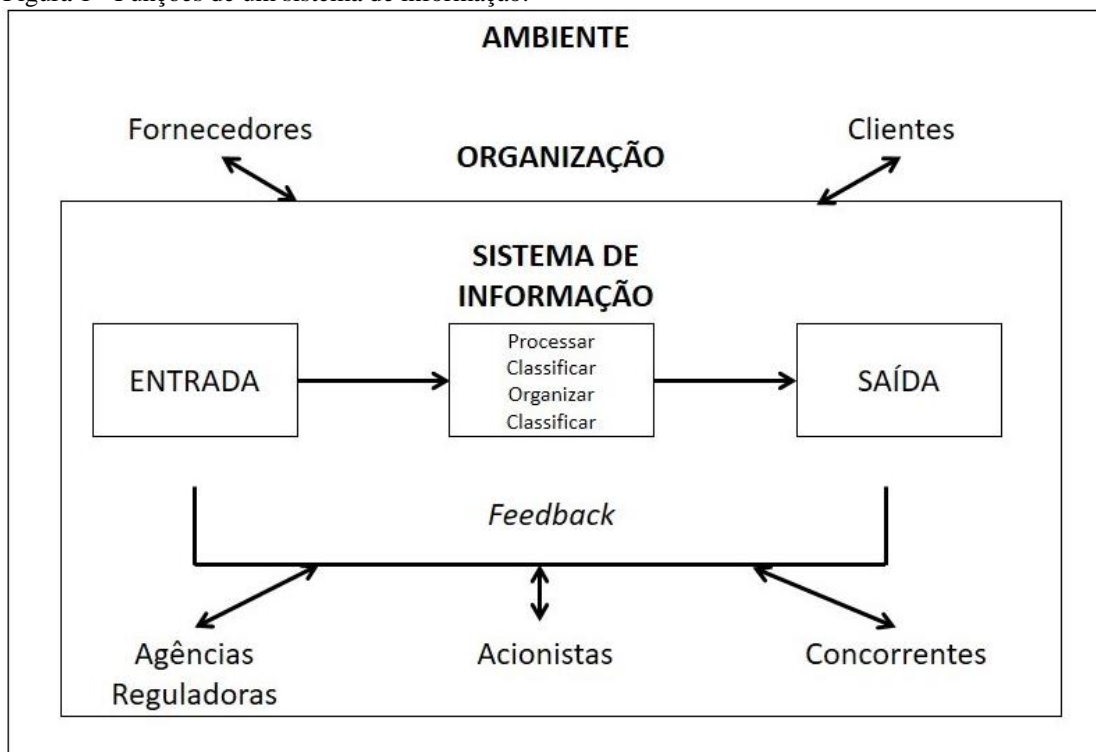 AMBIENTE
Fornecedores
Clientes
ORGANIZAÇÃO
SISTEMA DE
INFORMAÇÃO
ENTRADA
Processar
Classificar
Organizar
Classificar
SAÍDA
Feedback
Agências
Reguladoras
Acionistas
Concorrentes